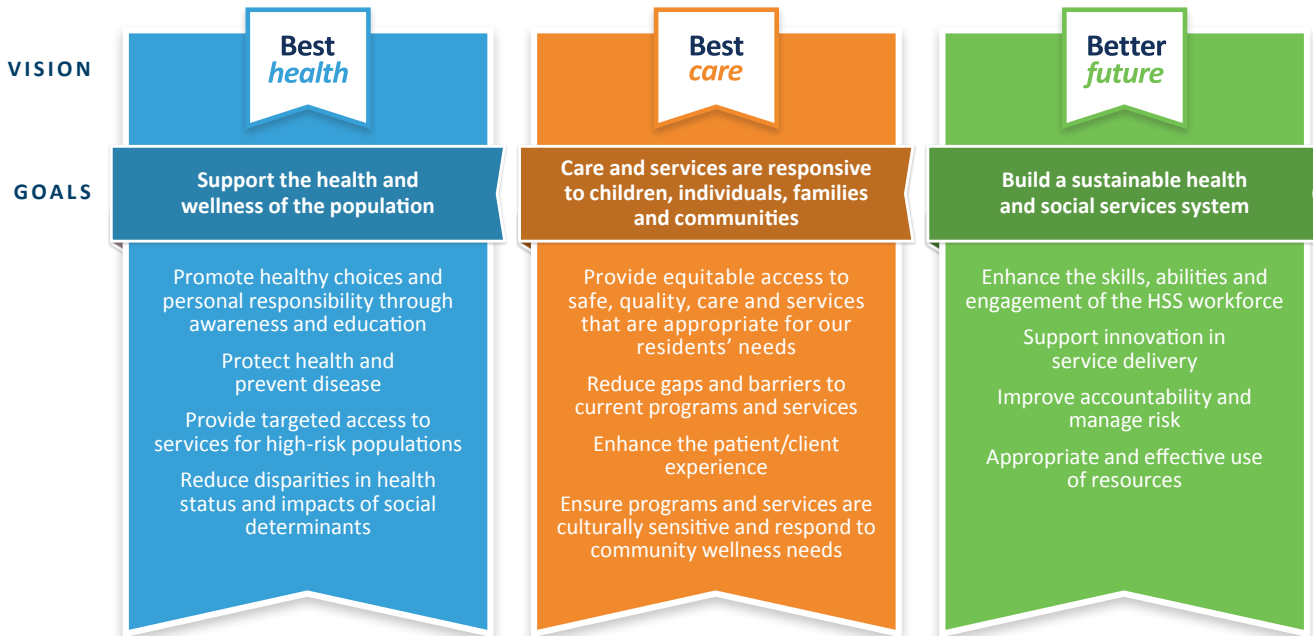 VISION
Best
health
Best
care
Better
future
GOALS
Support the health and
wellness of the population
Care and services are responsive
to children, individuals, families
and communities
Build a sustainable health
and social services system
Promote healthy choices and
personal responsibility through
awareness and education
Protect health and
prevent disease
Provide targeted access to
services for high-risk populations
Reduce disparities in health
status and impacts of social
determinants
Provide equitable access to
safe, quality, care and services
that are appropriate for our
residents’ needs
Reduce gaps and barriers to
current programs and services
Enhance the patient/client
experience
Ensure programs and services are
culturally sensitive and respond to
community wellness needs
Enhance the skills, abilities and
engagement of the HSS workforce
Support innovation in
service delivery
Improve accountability and
manage risk
Appropriate and effective use
of resources